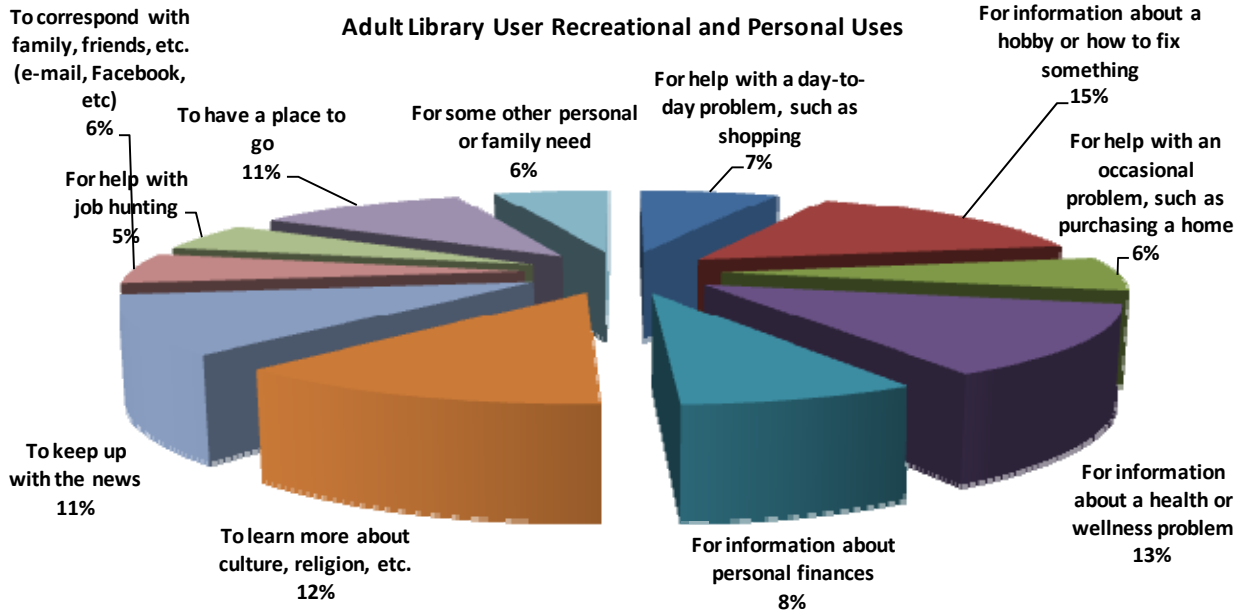 Adult Library User Recreational and Personal Uses
To correspond with
family, friends, etc.
(e-mail, Facebook,
etc)
6%
To have a place to
go
11%
For some other personal
or family need
6%
For help with a day-to-
day problem, such as
shopping
7%
For information about a
hobby or how to fix
something
15%
For help with an
occasional
problem, such as
purchasing a home
6%
For help with
job hunting
5%
To keep up
with the news
11%
To learn more about
culture, religion, etc.
12%
For information about
personal finances
8%
For information
about a health or
wellness problem
13%